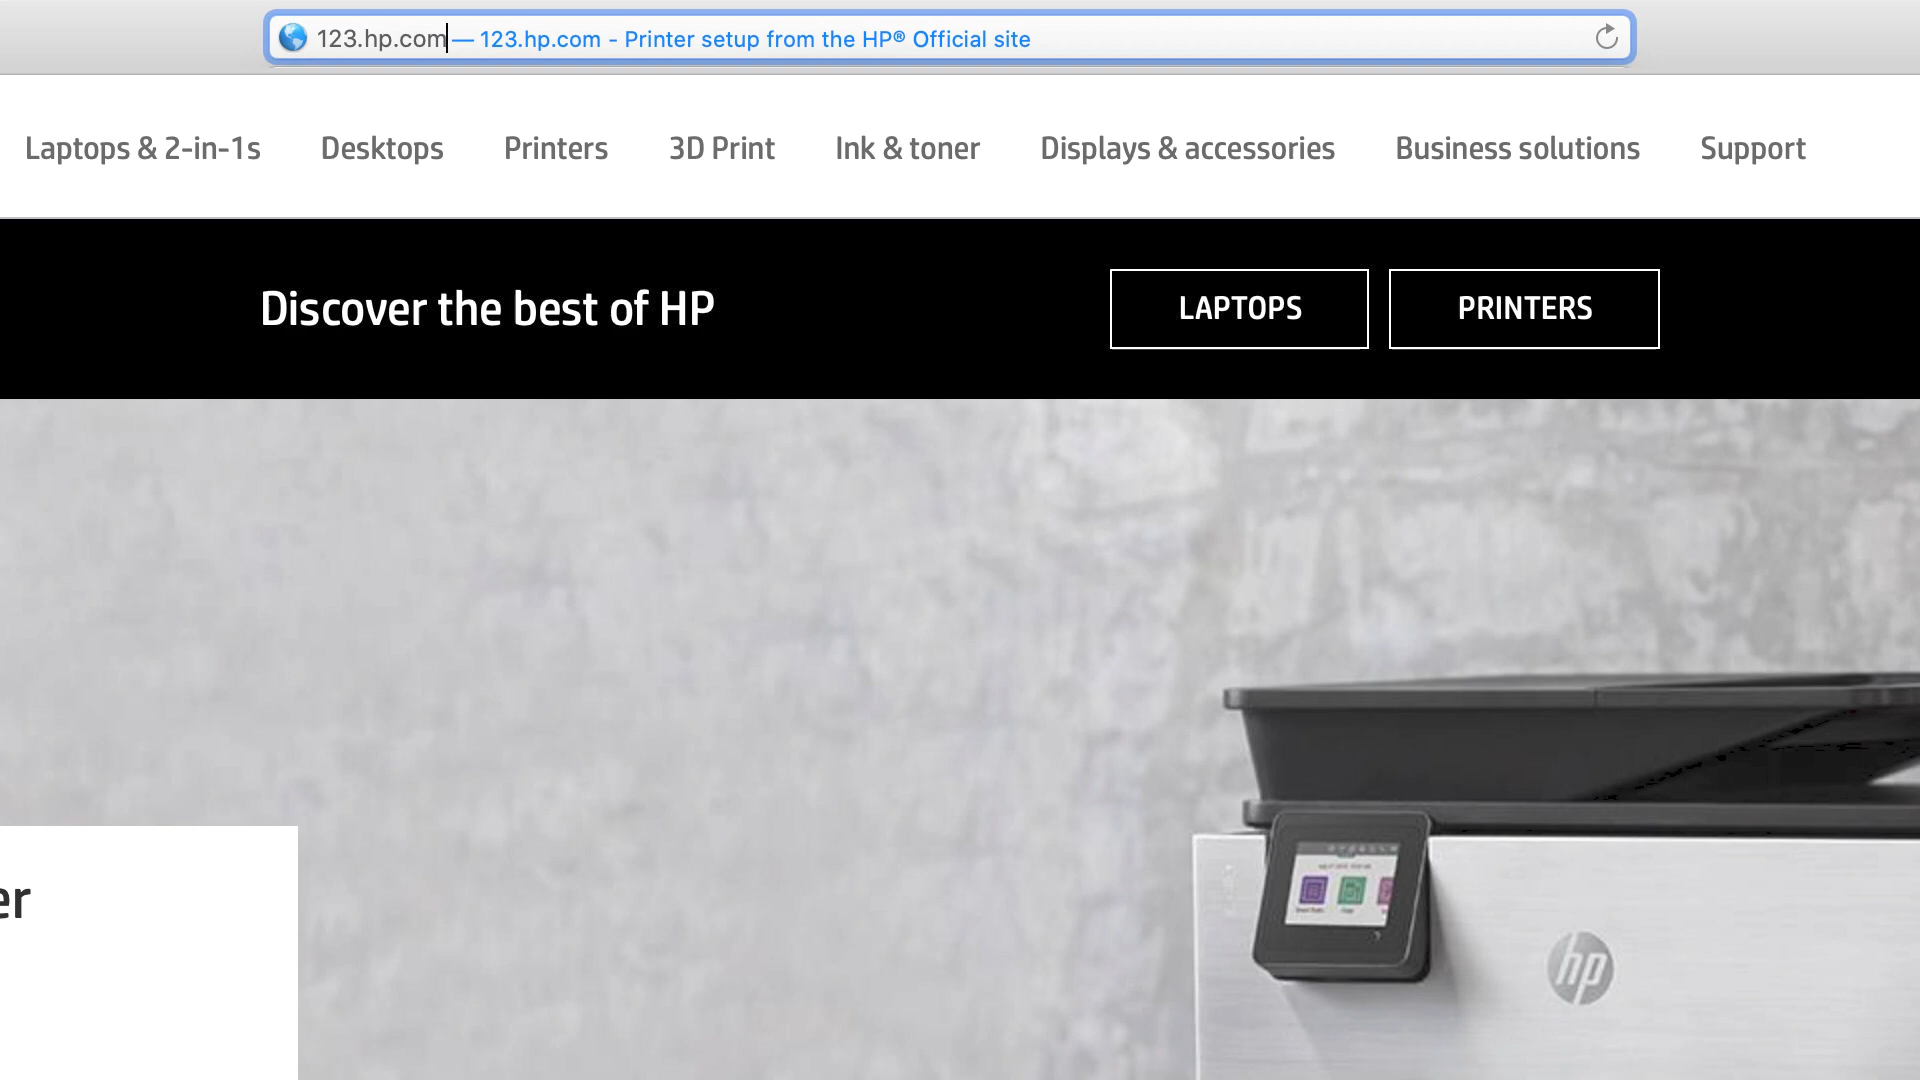 123.hp.com — 123.hp.com - Printer setup from the HP® Official site
Laptops & 2-in-1s Desktops Printers 3D Print Ink & toner Displays & accessories Business solutions Support
Discover the best of HP LAPTOPS PRINTERS
er
hp